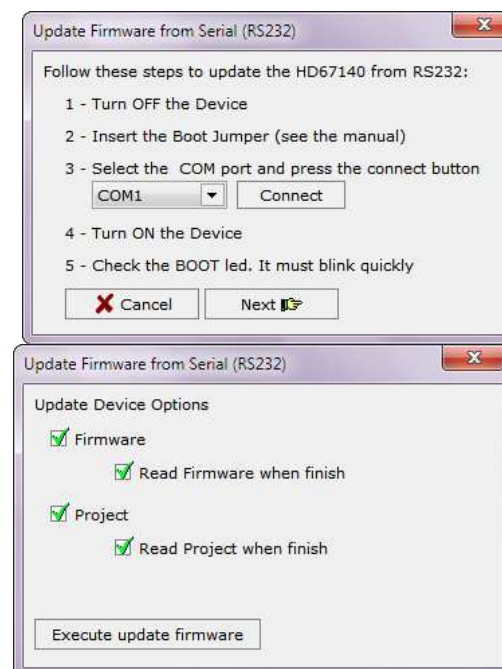 Update Firmware from Serial (RS232)
Follow these steps to update the HD67140 from RS232:
1 - Turn OFF the Device
2 - Insert the Boot Jumper (see the manual)
3 - Select the COM port and press the connect button
COM1 Connect
4 - Turn ON the Device
5 - Check the BOOT led. It must blink quickly
Cancel Next
Update Firmware from Serial (RS232)
Update Device Options
Firmware
Read Firmware when finish
Project
Read Project when finish
Execute update firmware